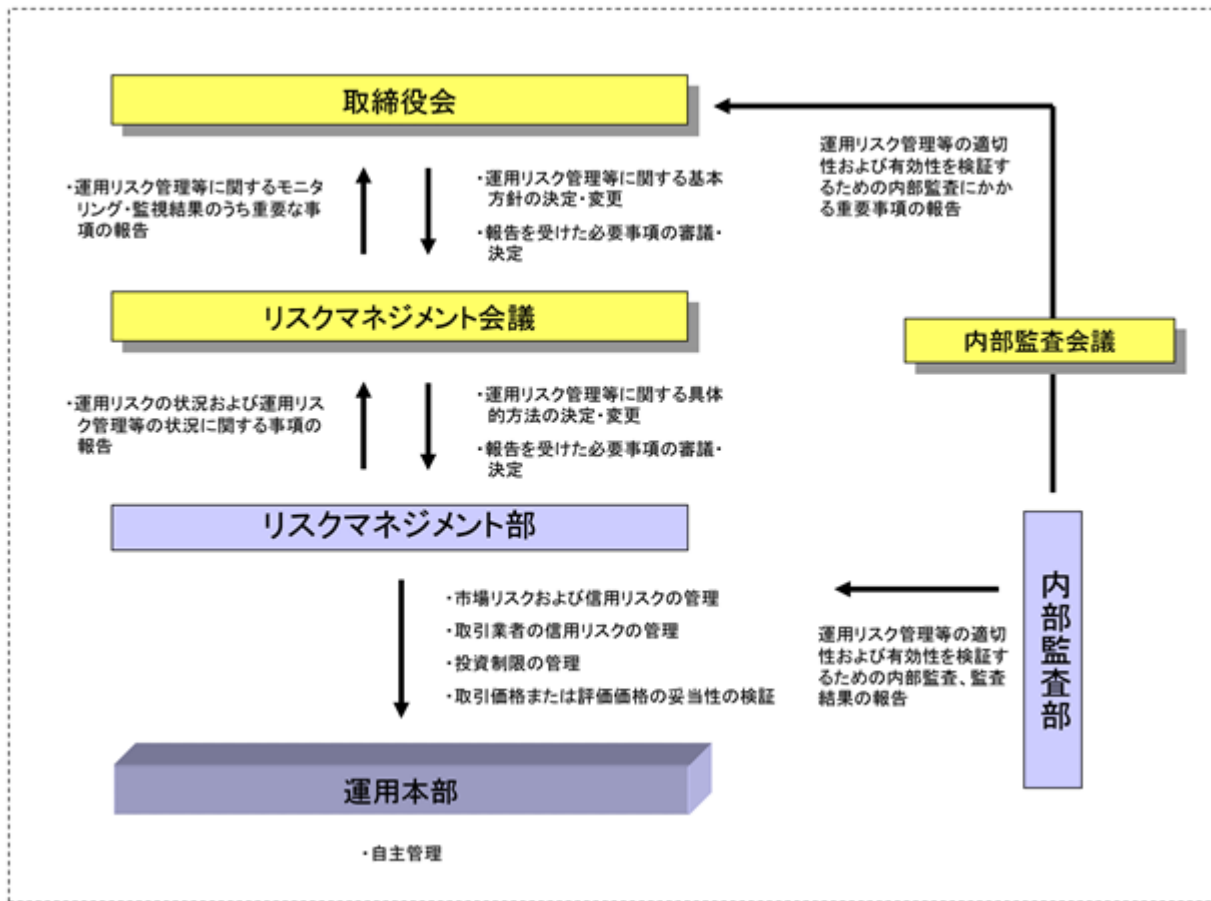 取締役会
・運用リスク管理等に関するモニ
タリング・監視結果のうち重要な事
項の報告
・運用リスク管理等に関する基本
方針の決定・変更
・報告を受けた必要事項の審議・
決定
運用リスク管理等の適切
性および有効性を検証す
るための内部監査にかか
る重要事項の報告
リスクマネジメント会議
内部監査会議
・運用リスクの状況および運用リス
ク管理等の状況に関する事項の
報告
・運用リスク管理等に関する具体
的方法の決定・変更
・報告を受けた必要事項の審議・
決定
リスクマネジメント部
内部監査部
・市場リスクおよび信用リスクの管理
・取引業者の信用リスクの管理
・投資制限の管理
・取引価格または評価価格の妥当性の検証
運用リスク管理等の適切
性および有効性を検証す
るための内部監査、監査
結果の報告
運用本部
・自主管理